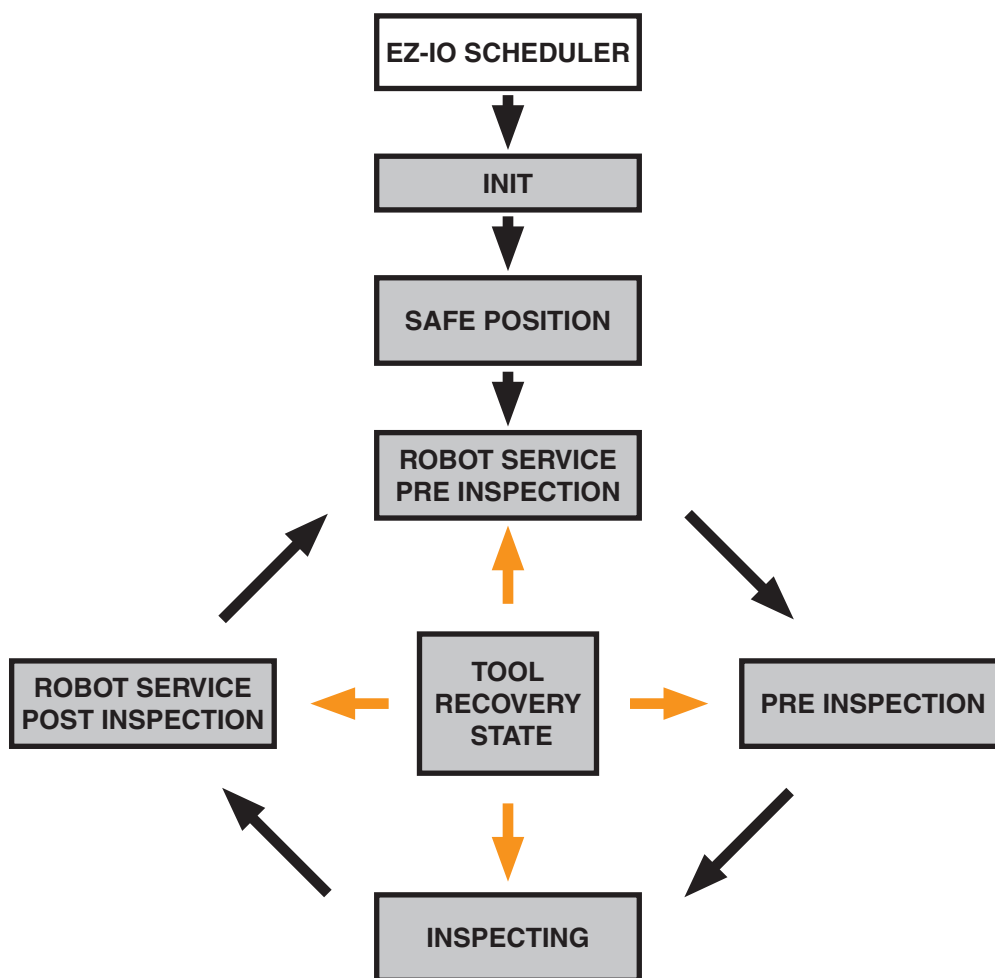 EZ-IO SCHEDULER
INIT
SAFE POSITION
ROBOT SERVICE
PRE INSPECTION
ROBOT SERVICE
POST INSPECTION
TOOL
RECOVERY
STATE
PRE INSPECTION
INSPECTING